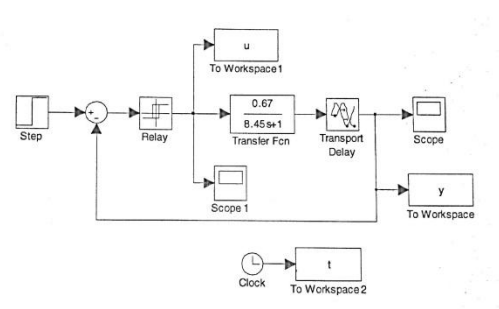 u
To Workspace1
+
−
0.67
8.45s+1
Step
Relay
Transfer Fcn
Transport
Delay
Scope
Scope 1
y
To Workspace
t
Clock
To Workspace2